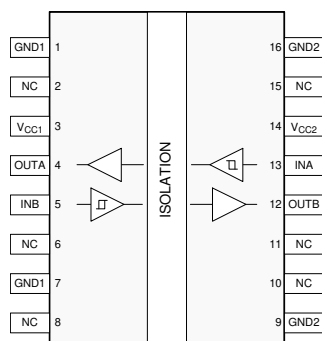 GND1 1 16 GND2
NC 2 15 NC
VCC1 3 14 VCC2
OUTA 4 13 INA
INB 5 12 OUTB
NC 6 11 NC
GND1 7 10 NC
NC 8 9 GND2
ISOLATION